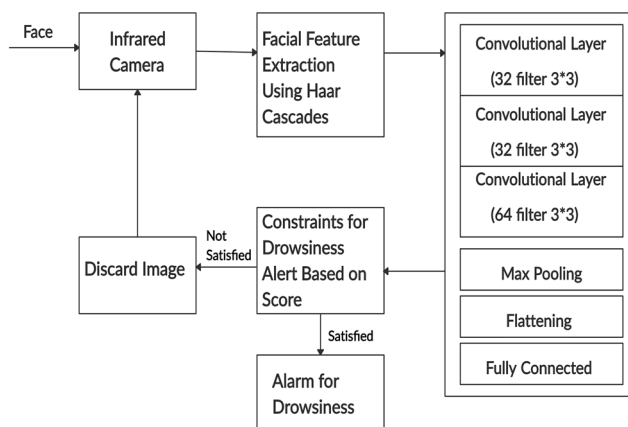 Face
Infrared
Camera
Facial Feature
Extraction
Using Haar
Cascades
Convolutional Layer
(32 filter 3*3)
Convolutional Layer
(32 filter 3*3)
Convolutional Layer
(64 filter 3*3)
Max Pooling
Flattening
Fully Connected
Constraints for
Drowsiness
Alert Based on
Score
Not
Satisfied
Discard Image
Satisfied
Alarm for
Drowsiness